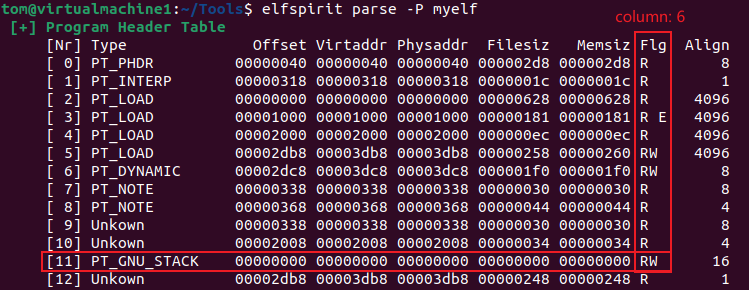 tom@virtualmachine1:~/Tools$ elfspirit parse -P myelf
column: 6
[+] Program Header Table
[Nr] Type Offset Virtaddr Physaddr Filesiz Memsiz Flg Align
[ 0] PT_PHDR 00000040 00000040 00000040 000002d8 000002d8 R 8
[ 1] PT_INTERP 00000318 00000318 00000318 0000001c 0000001c R 1
[ 2] PT_LOAD 00000000 00000000 00000000 00000628 00000628 R 4096
[ 3] PT_LOAD 00001000 00001000 00001000 00000181 00000181 R E 4096
[ 4] PT_LOAD 00002000 00002000 00002000 000000ec 000000ec R 4096
[ 5] PT_LOAD 00002db8 00003db8 00003db8 00000258 00000260 RW 4096
[ 6] PT_DYNAMIC 00002dc8 00003dc8 00003dc8 000001f0 000001f0 RW 8
[ 7] PT_NOTE 00000338 00000338 00000338 00000030 00000030 R 8
[ 8] PT_NOTE 00000368 00000368 00000368 00000044 00000044 R 4
[ 9] Unkown 00000338 00000338 00000338 00000030 00000030 R 8
[10] Unkown 00002008 00002008 00002008 00000034 00000034 R 4
[11] PT_GNU_STACK 00000000 00000000 00000000 00000000 00000000 RW 16
[12] Unkown 00002db8 00003db8 00003db8 00000248 00000248 R 1